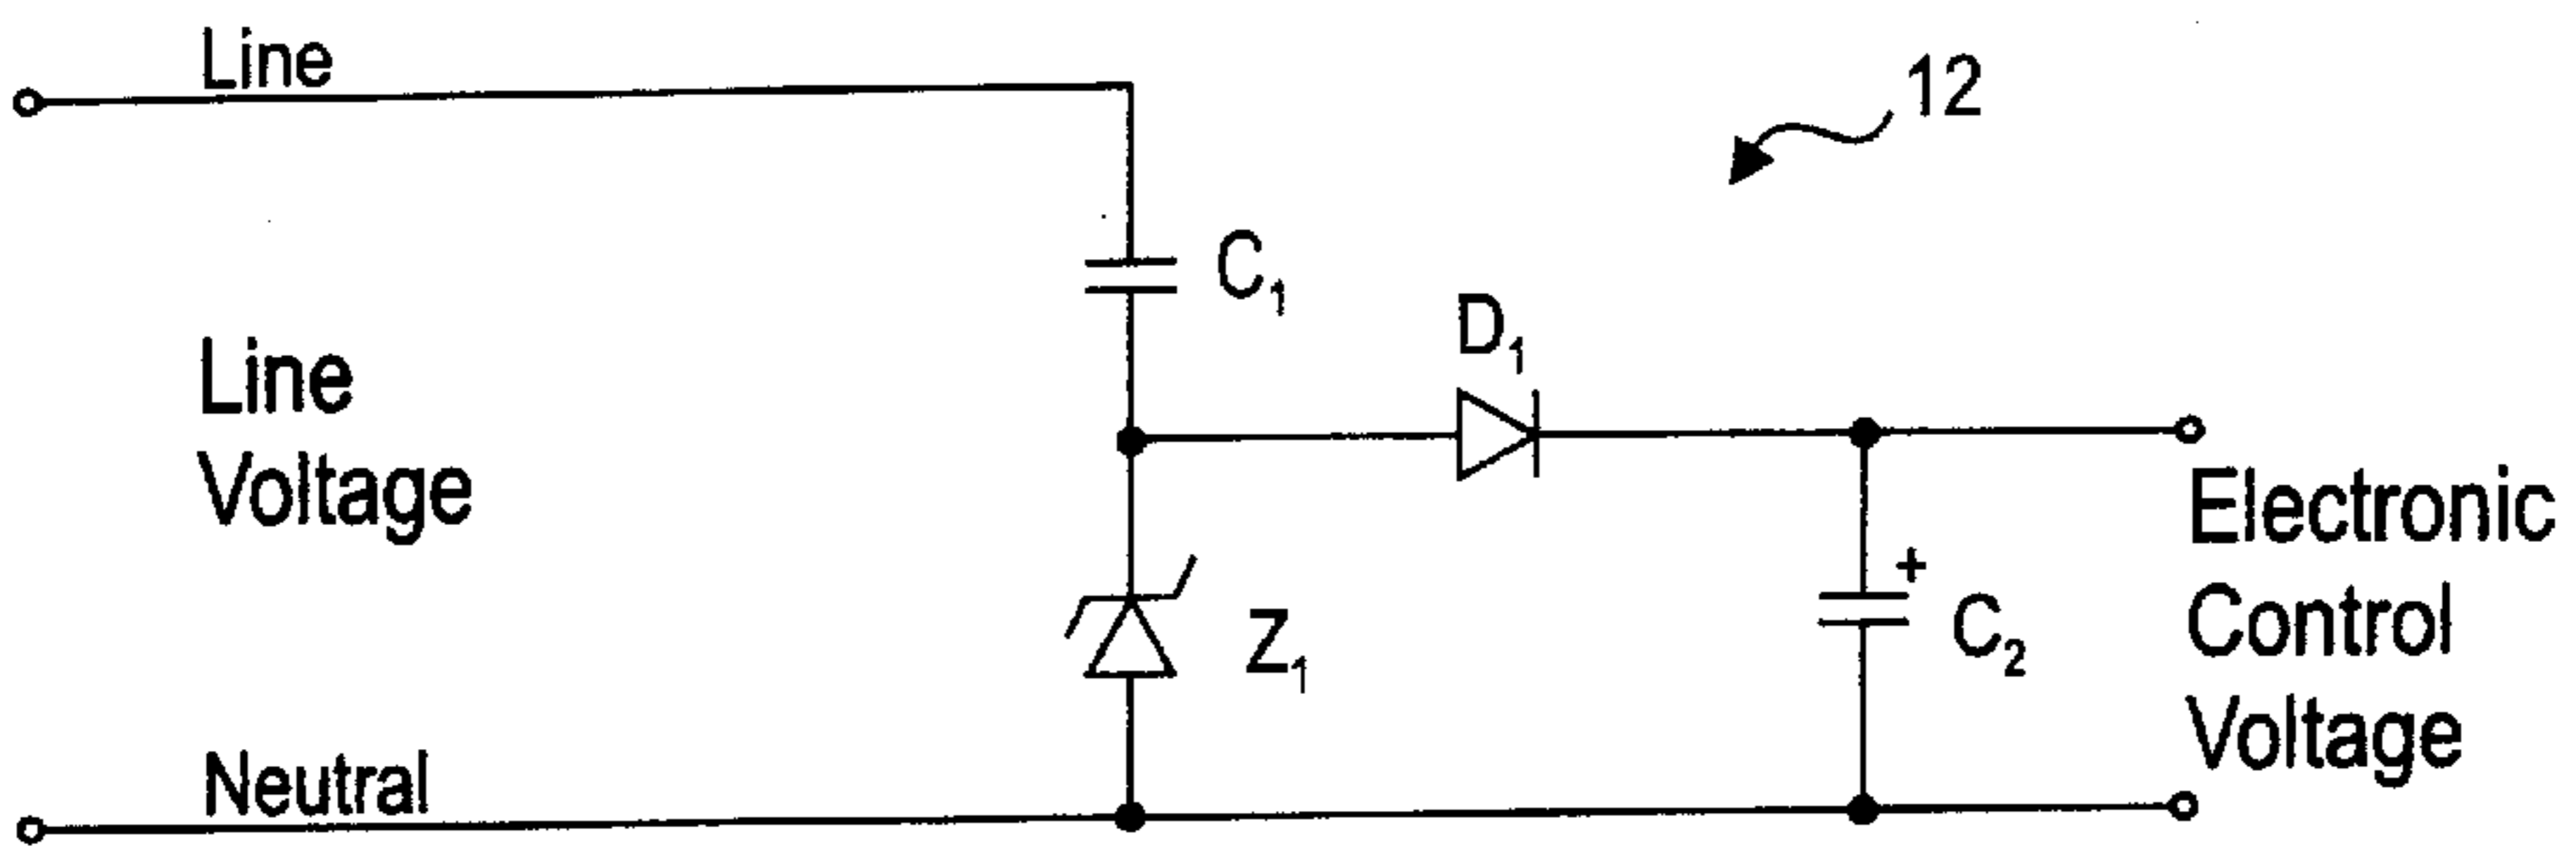 Line
12
C1
D1
Line
Voltage
+
Z1
C2
Electronic
Control
Voltage
Neutral